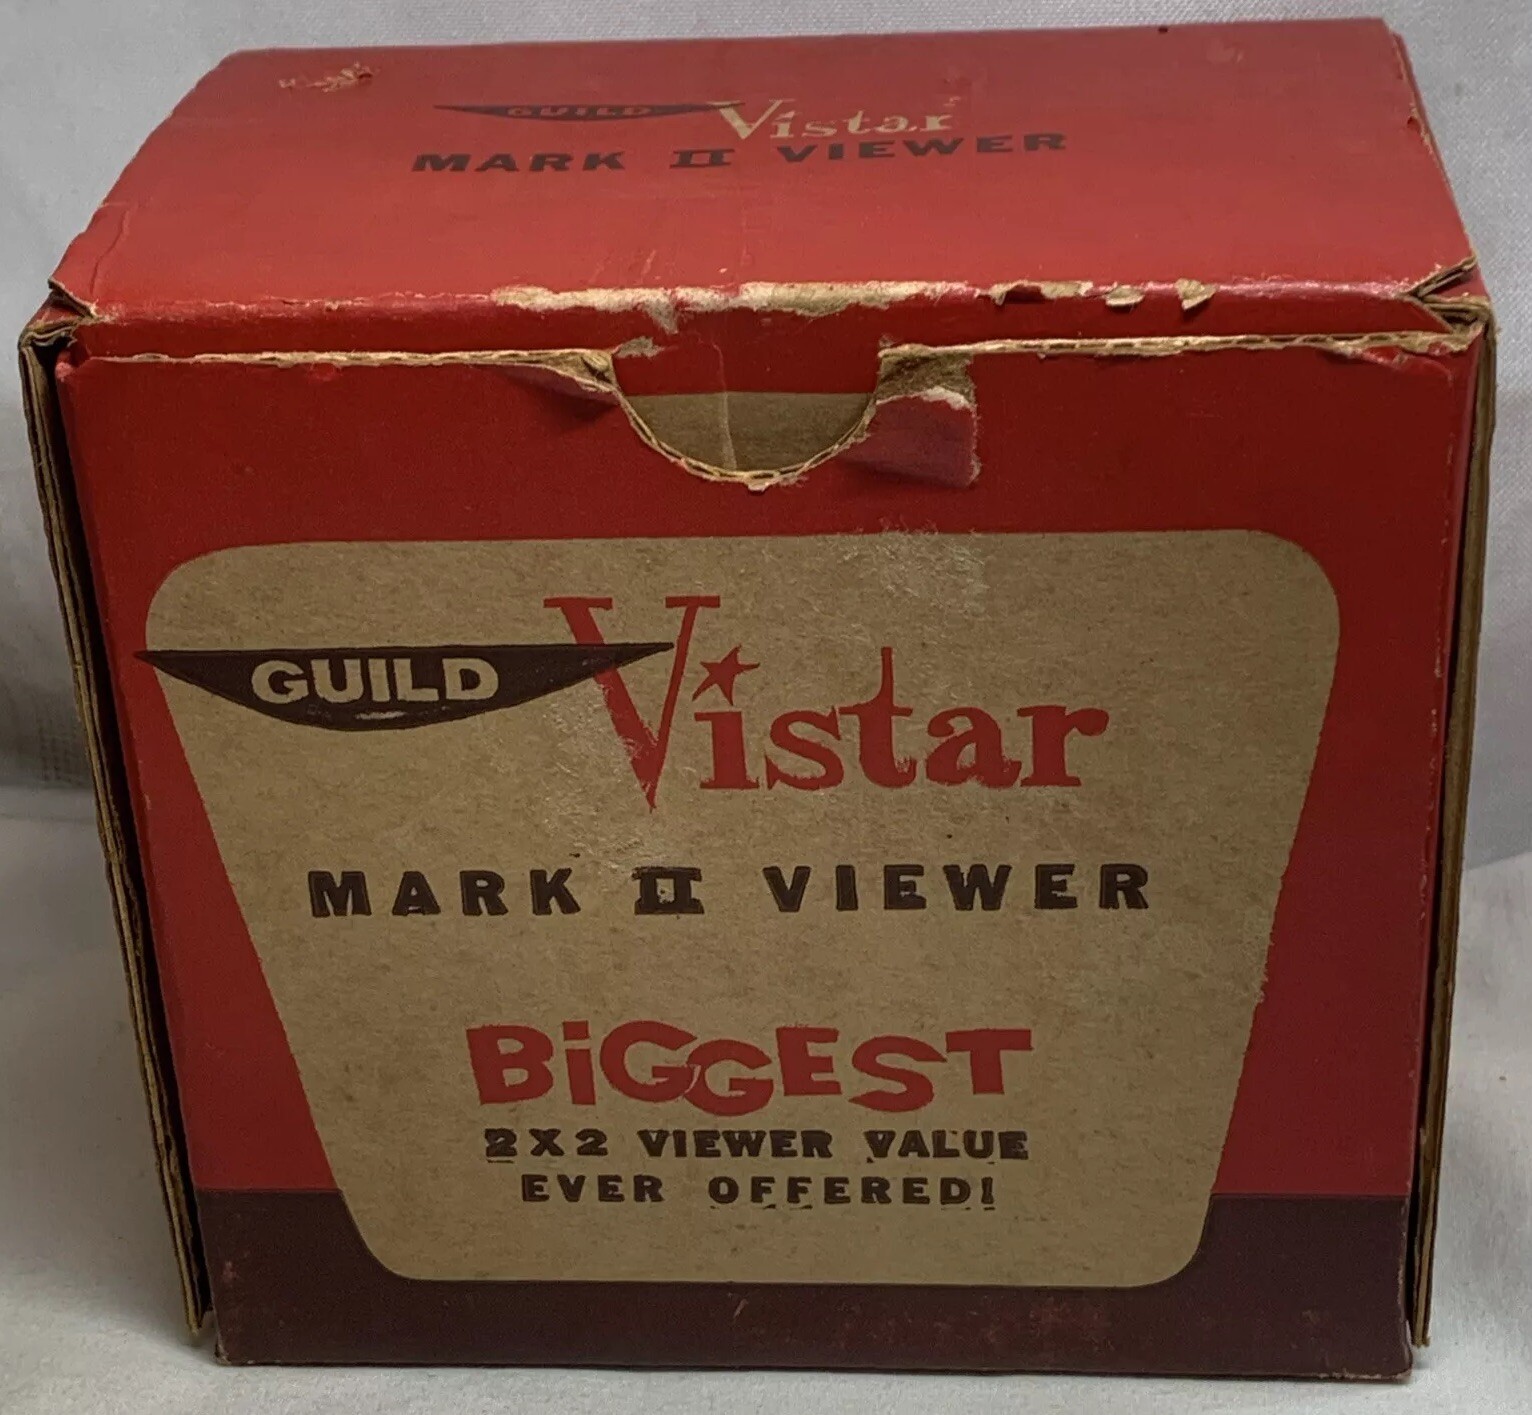 GUILD Vistar
MARK II VIEWER
GUILD Vistar
MARK II VIEWER
BiGGEST
2X2 VIEWER VALUE
EVER OFFERED!